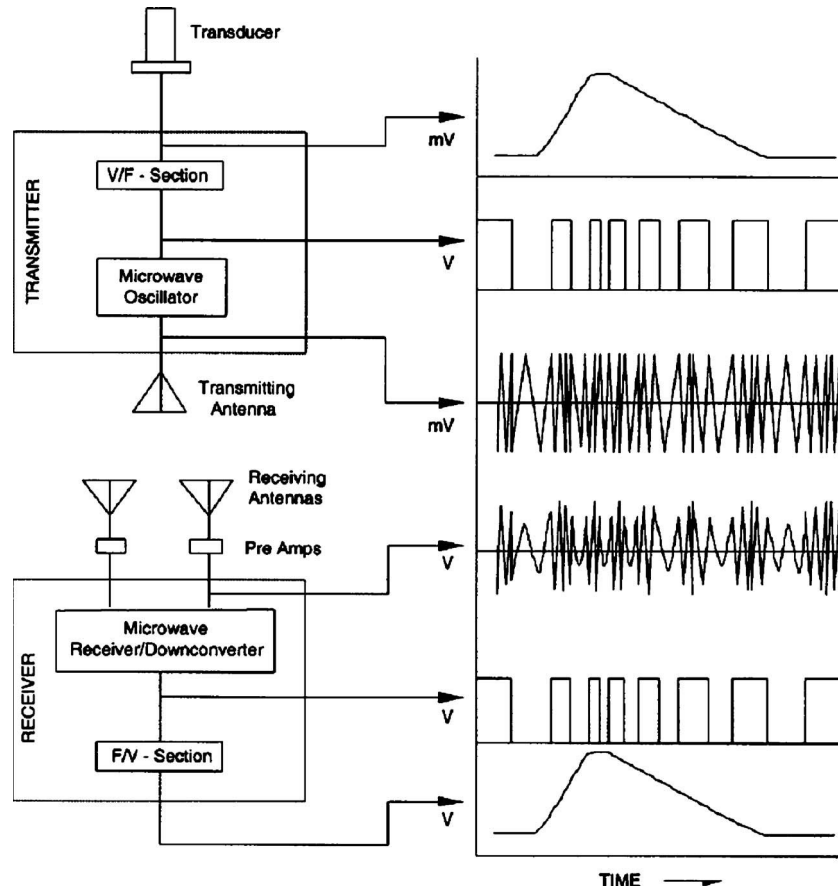 Transducer
mV
V/F - Section
TRANSMITTER
V
Microwave
Oscillator
Transmitting
Antenna
mV
Receiving
Antennas
Pre Amps
V
Microwave
Receiver/Downconverter
RECEIVER
V
F/V - Section
V
TIME